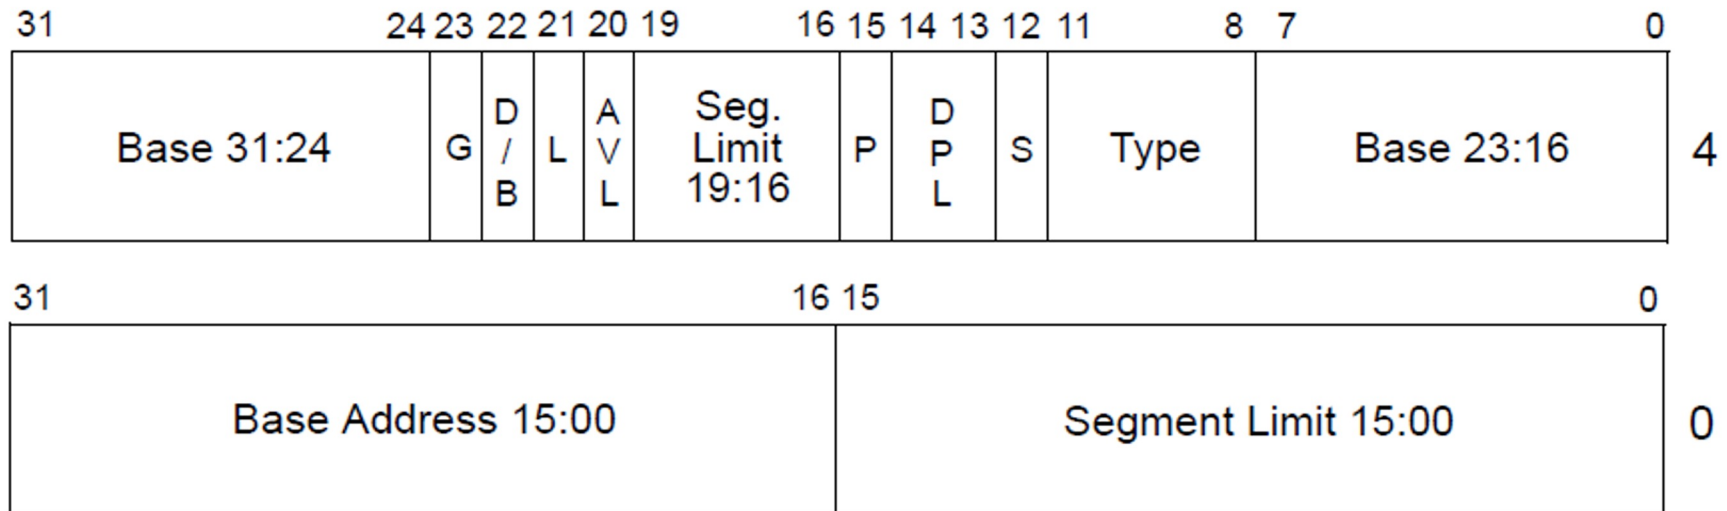 31 24 23 22 21 20 19 16 15 14 13 12 11 8 7 0
Base 31:24 G D/B L AVL Seg. Limit 19:16 P DPL S Type Base 23:16 4
31 16 15 0
Base Address 15:00 Segment Limit 15:00 0